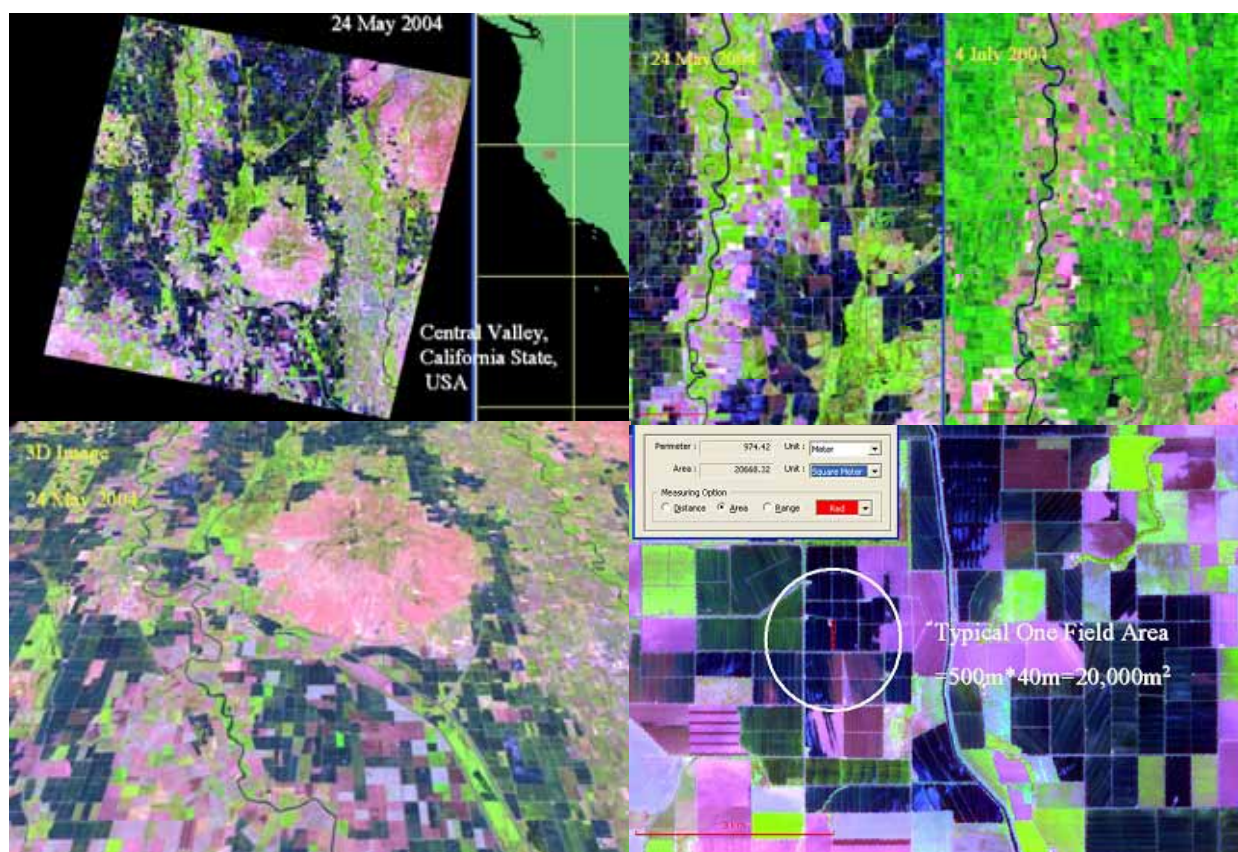 24 May 2004
Central Valley,
California State,
USA
24 May 2004
4 July 2004
3D Image
24 May 2004
Perimeter : 974.42 Unit : Meter
Area : 20668.32 Unit : Square Meter
Measuring Option
Distance Area Range Red
Typical One Field Area
=500m*40m=20,000m²